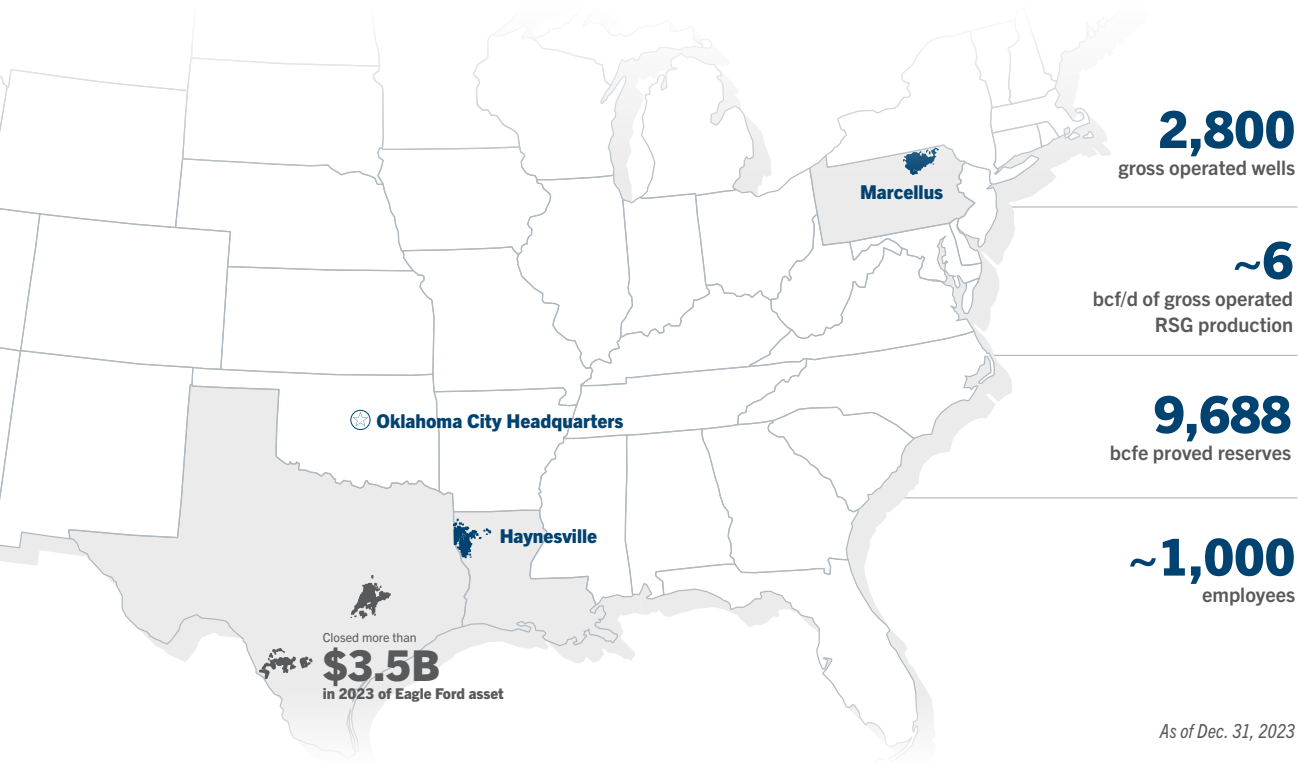 2,800
gross operated wells
Marcellus
~6
bcf/d of gross operated
RSG production
Oklahoma City Headquarters
9,688
bcfe proved reserves
Haynesville
~1,000
employees
Closed more than
$3.5B
in 2023 of Eagle Ford asset
As of Dec. 31, 2023